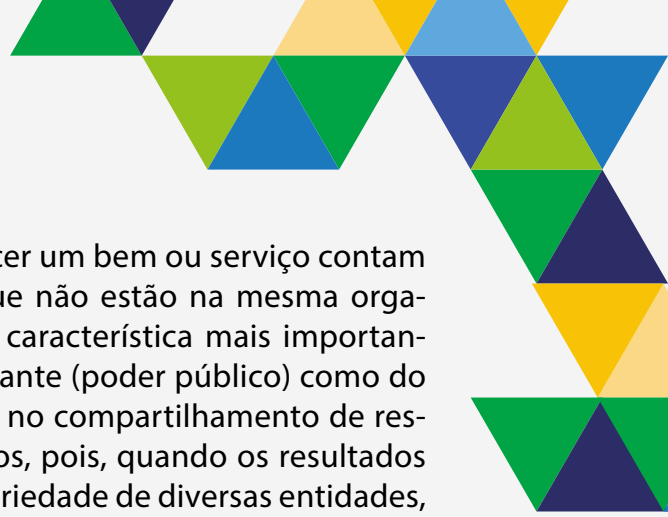 cer um bem ou serviço contam
ue não estão na mesma orga-
característica mais importan-
ante (poder público) como do
no compartilhamento de res-
os, pois, quando os resultados
riedade de diversas entidades,